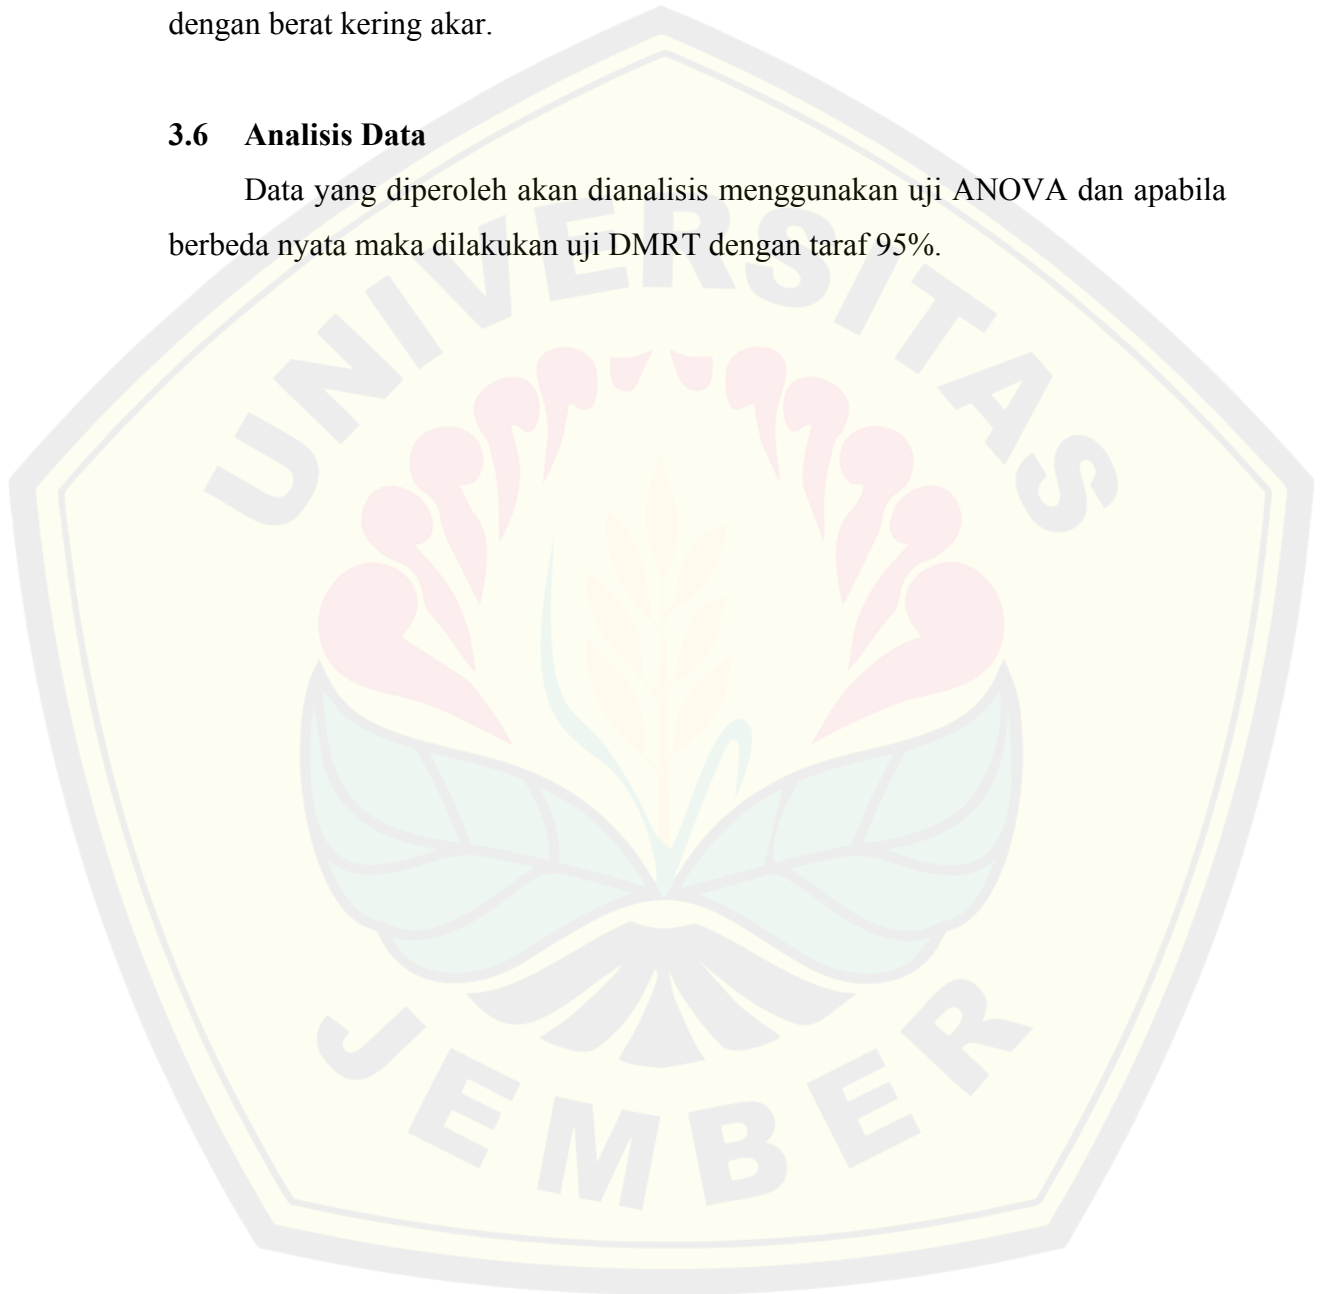 dengan berat kering akar.
3.6 Analisis Data
Data yang diperoleh akan dianalisis menggunakan uji ANOVA dan apabila
berbeda nyata maka dilakukan uji DMRT dengan taraf 95%.
UNIVERSITAS
JEMBER